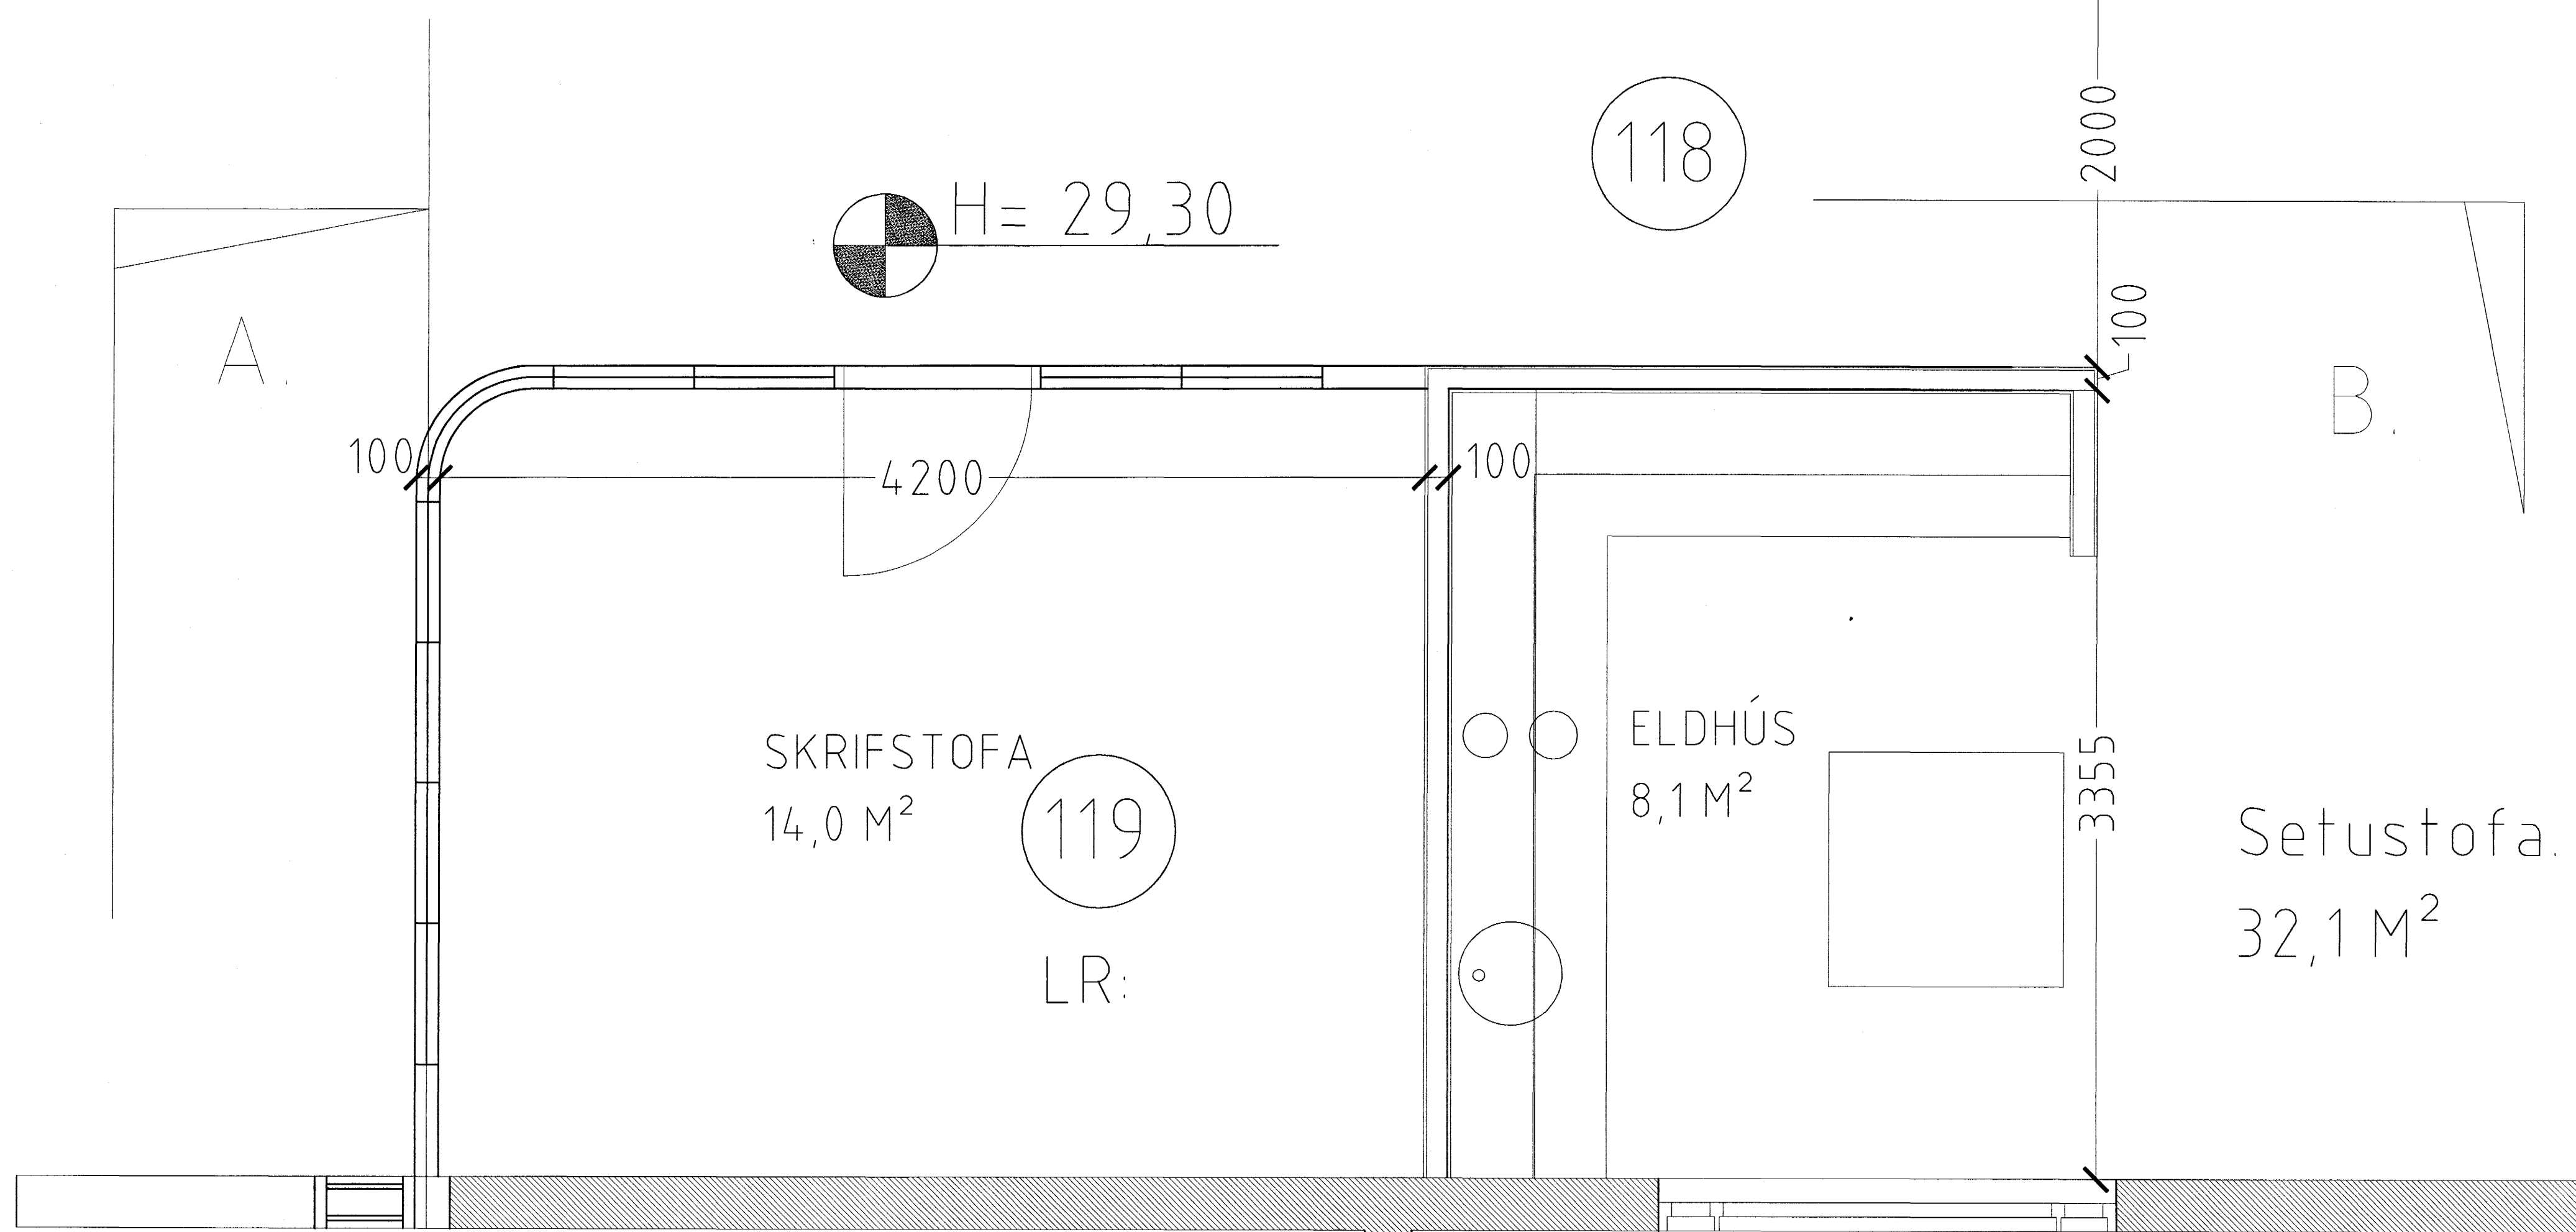 118
2000
H= 29,30
100
A.
B.
100
4200
100
SKRIFSTOFA
14,0 M²
119
LR:
ELDHÚS
8,1 M²
3355
Setustofa.
32,1 M²